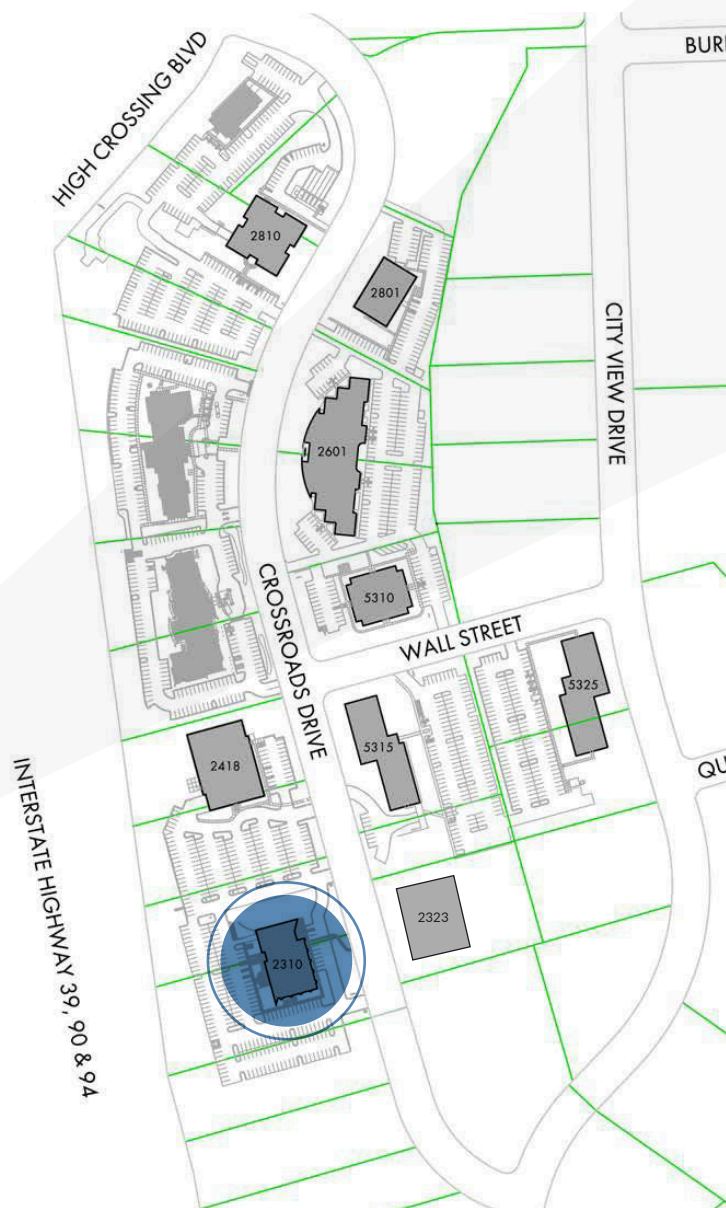 HIGH CROSSING BLVD
BUR
2810
2801
CITY VIEW DRIVE
2601
5310
CROSSROADS DRIVE
WALL STREET
5325
5315
2418
QU
INTERSTATE HIGHWAY 39, 90 & 94
2323
2310